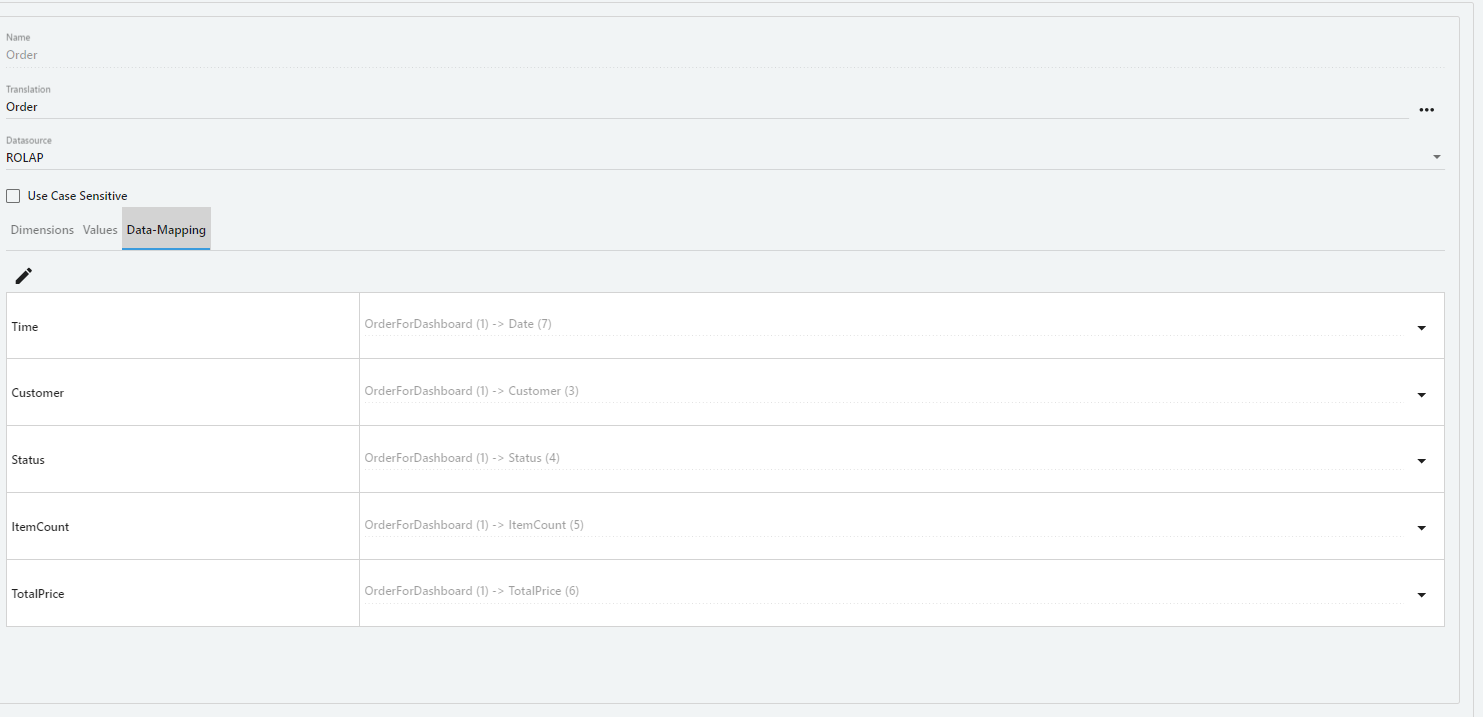 Name
Order
Translation
Order
Datasource
ROLAP
Use Case Sensitive
Dimensions Values Data-Mapping
Time OrderForDashboard (1) -> Date (7)
Customer OrderForDashboard (1) -> Customer (3)
Status OrderForDashboard (1) -> Status (4)
ItemCount OrderForDashboard (1) -> ItemCount (5)
TotalPrice OrderForDashboard (1) -> TotalPrice (6)